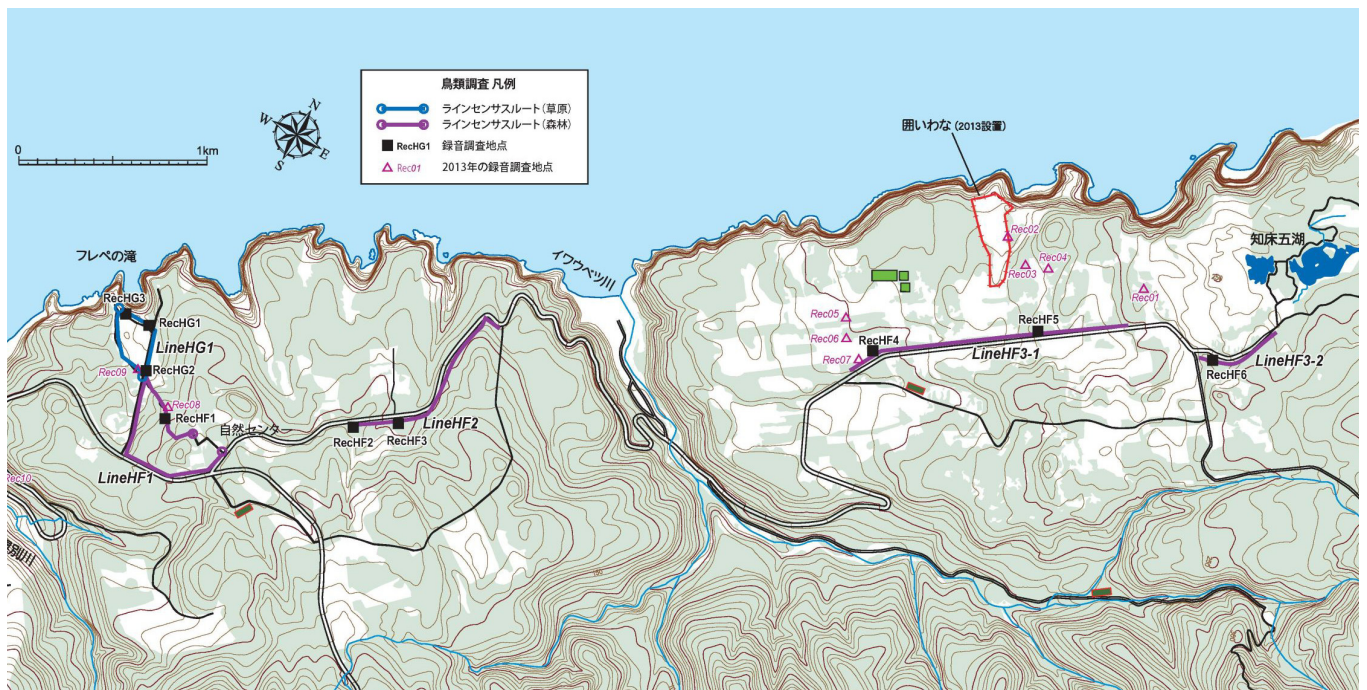 鳥類調査 凡例
ラインセンサスルート(草原)
ラインセンサスルート(森林)
RecHG1 録音調査地点
Rec01 2013年の録音調査地点
N
W
E
S
0
1km
囲いわな(2013設置)
フレペの滝
イワウベツ川
知床五湖
RecHG3
RecHG1
LineHG1
RecHG2
Rec09
Rec08
RecHF1
自然センター
LineHF1
Rec10
RecHF2
RecHF3
LineHF2
Rec02
Rec03
Rec04
Rec01
Rec05
Rec06
Rec07
RecHF4
RecHF5
LineHF3-1
RecHF6
LineHF3-2